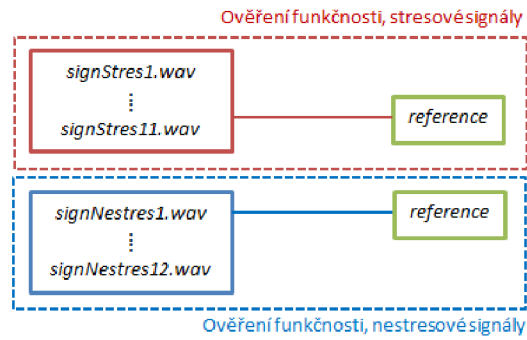 Ověření funkčnosti, stresové signály
signStres1.wav
signStres11.wav
reference
signNestres1.wav
reference
signNestres12.wav
Ověření funkčnosti, nestresové signály